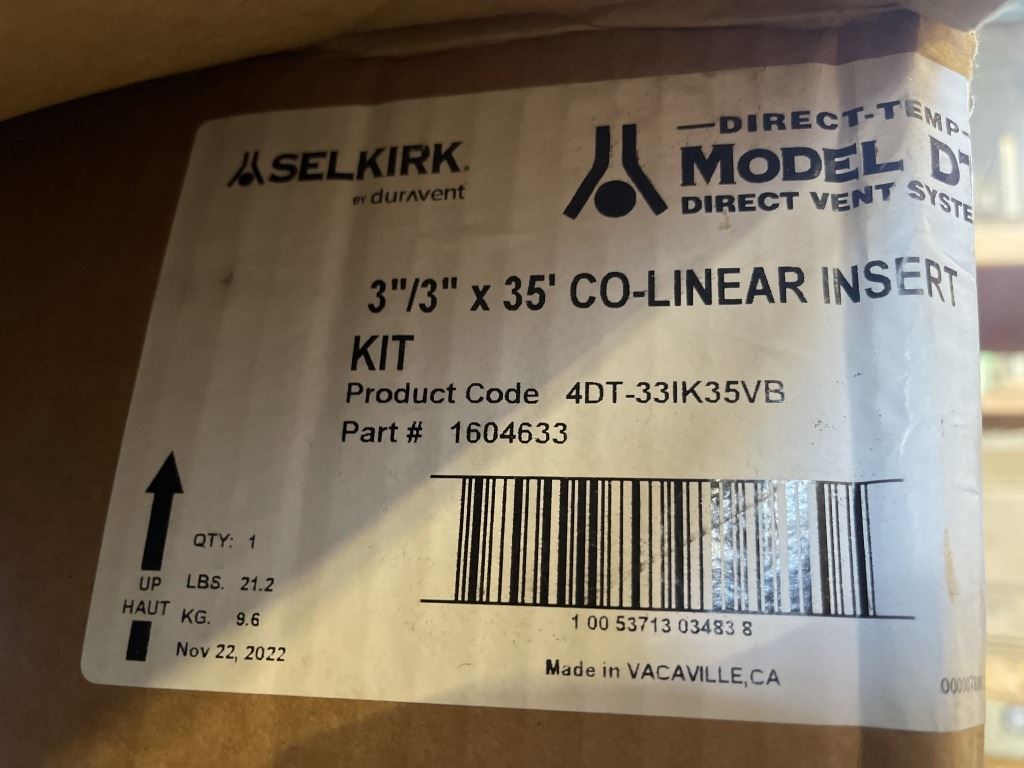 SELKIRK.
BY duravent
DIRECT-TEMP
MODEL DT
DIRECT VENT SYSTE
3"/3" x 35' CO-LINEAR INSERT
KIT
Product Code 4DT-33IK35VB
Part # 1604633
QTY: 1
UP LBS. 21.2
HAUT KG. 9.6
Nov 22, 2022
1 00 53713 03483 8
Made in VACAVILLE,CA